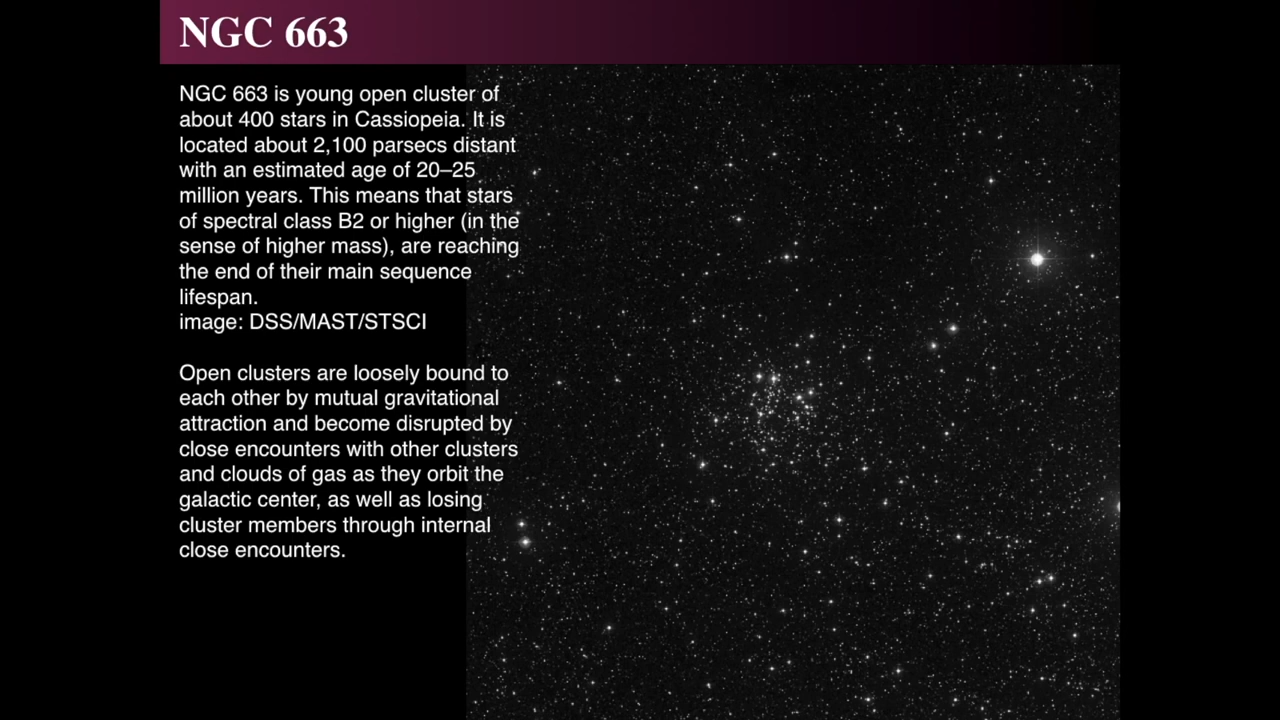 NGC 663
NGC 663 is young open cluster of
about 400 stars in Cassiopeia. It is
located about 2,100 parsecs distant
with an estimated age of 20–25
million years. This means that stars
of spectral class B2 or higher (in the
sense of higher mass), are reaching
the end of their main sequence
lifespan.
image: DSS/MAST/STSCI
Open clusters are loosely bound to
each other by mutual gravitational
attraction and become disrupted by
close encounters with other clusters
and clouds of gas as they orbit the
galactic center, as well as losing
cluster members through internal
close encounters.